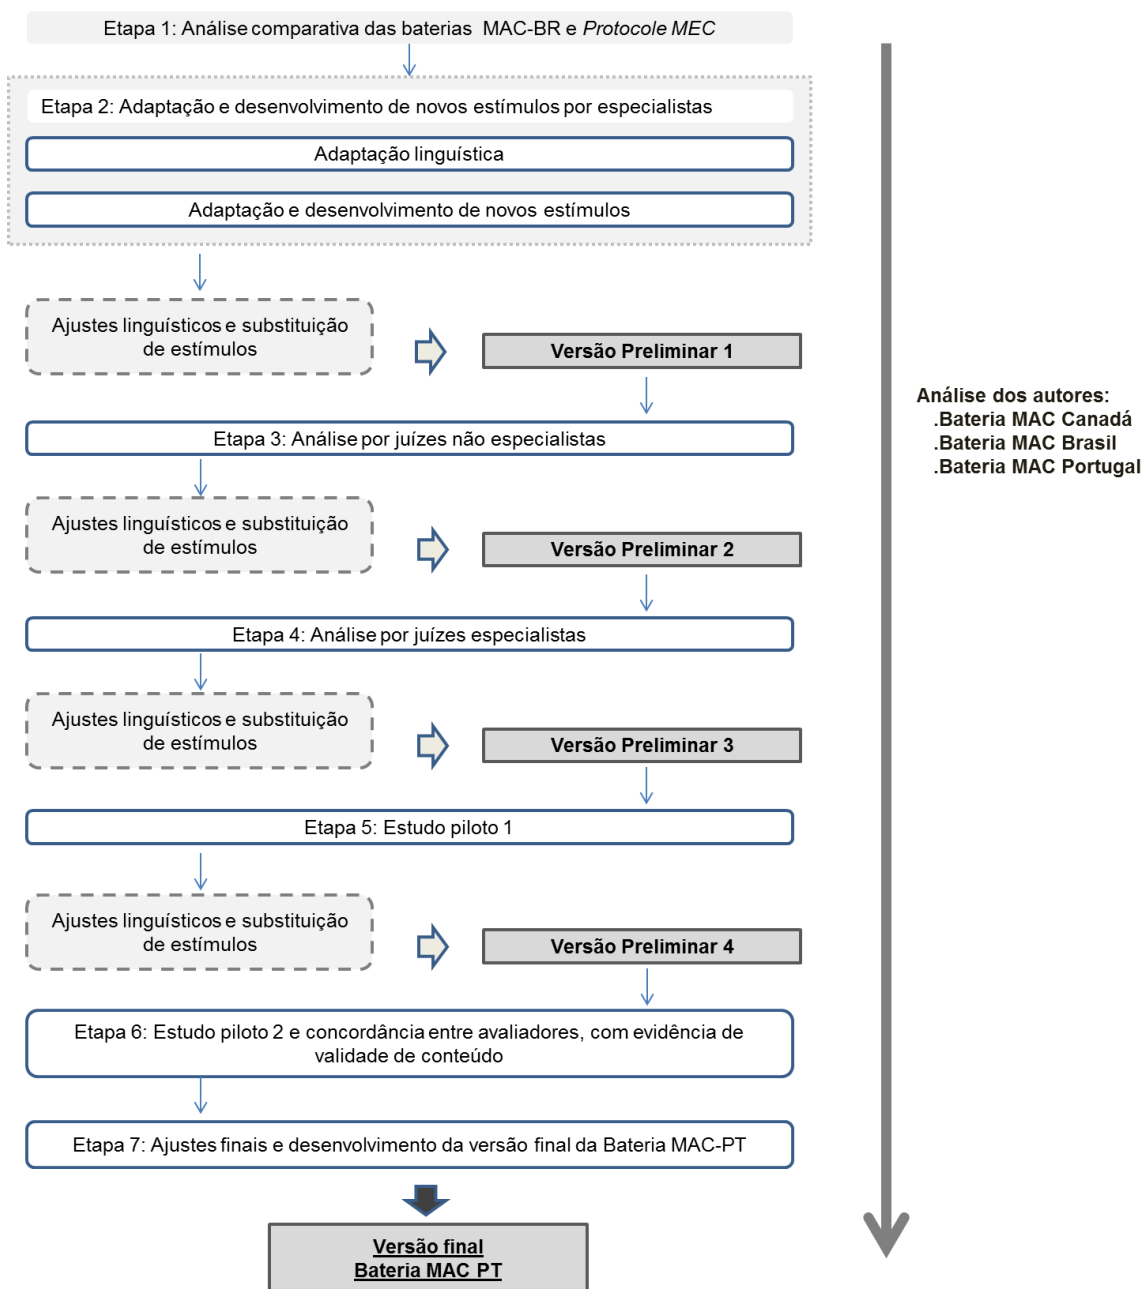 Etapa 1: Análise comparativa das baterias MAC-BR e Protocole MEC
Etapa 2: Adaptação e desenvolvimento de novos estímulos por especialistas
Adaptação linguística
Adaptação e desenvolvimento de novos estímulos
Ajustes linguísticos e substituição
de estímulos
Versão Preliminar 1
Etapa 3: Análise por juízes não especialistas
Ajustes linguísticos e substituição
de estímulos
Versão Preliminar 2
Etapa 4: Análise por juízes especialistas
Ajustes linguísticos e substituição
de estímulos
Versão Preliminar 3
Etapa 5: Estudo piloto 1
Ajustes linguísticos e substituição
de estímulos
Versão Preliminar 4
Etapa 6: Estudo piloto 2 e concordância entre avaliadores, com evidência de
validade de conteúdo
Etapa 7: Ajustes finais e desenvolvimento da versão final da Bateria MAC-PT
Versão final
Bateria MAC PT
Análise dos autores:
.Bateria MAC Canadá
.Bateria MAC Brasil
.Bateria MAC Portugal